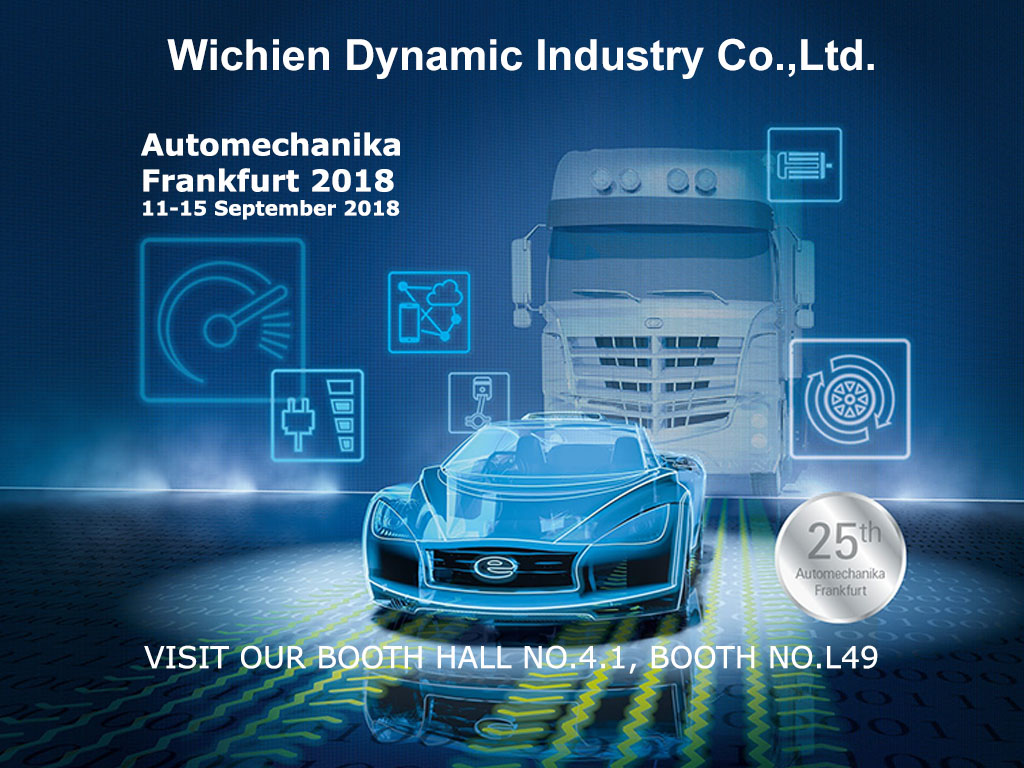 Wichien Dynamic Industry Co.,Ltd.
Automechanika
Frankfurt 2018
11-15 September 2018
25th
Automechanika
Frankfurt
VISIT OUR BOOTH HALL NO.4.1, BOOTH NO.L49